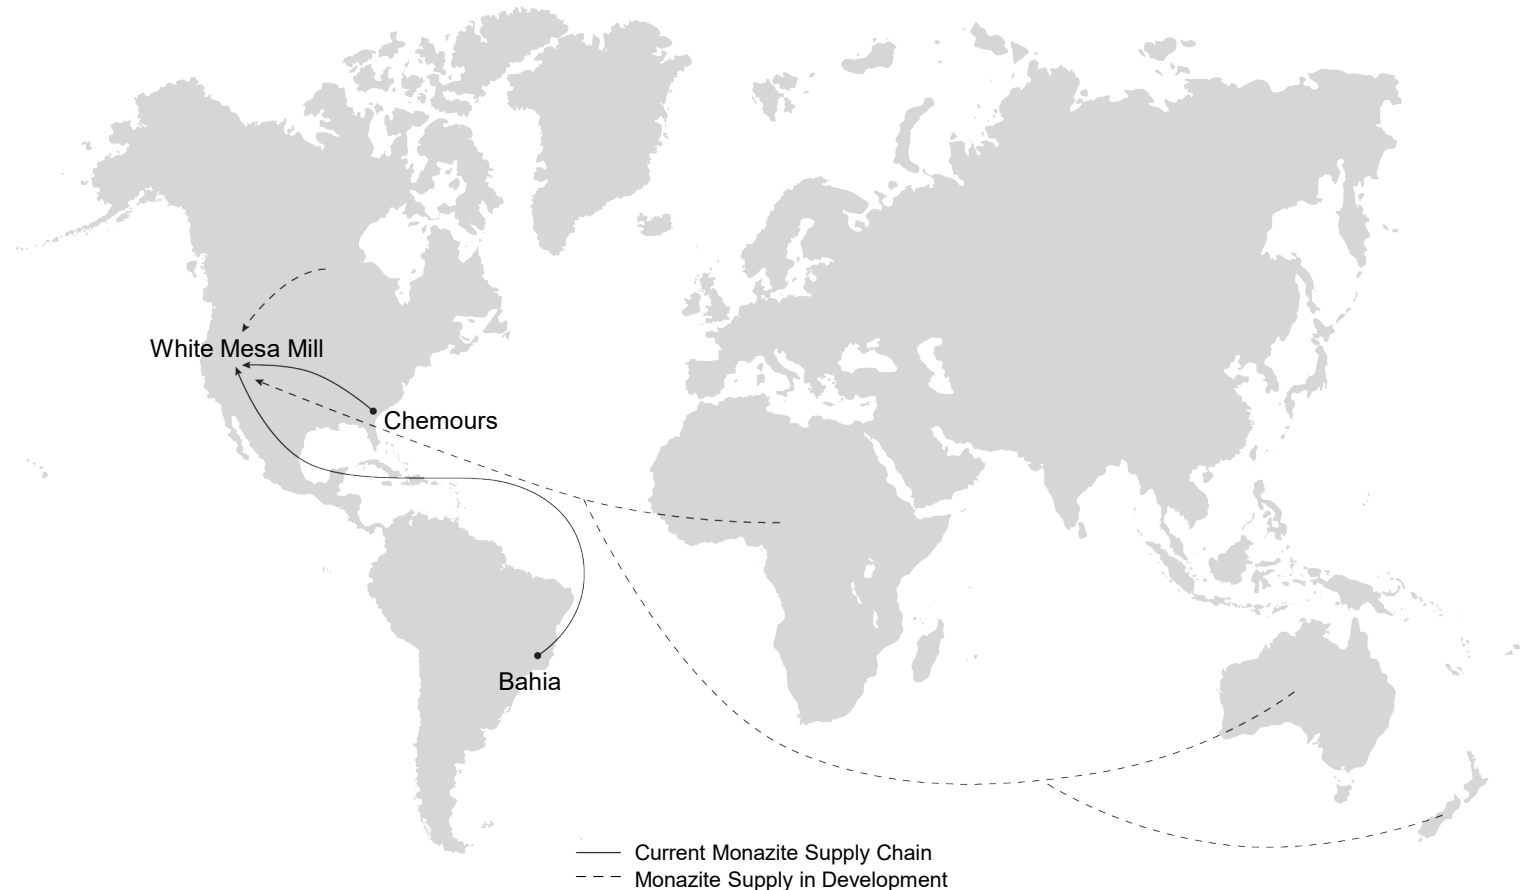 White Mesa Mill
Chemours
Bahia
Current Monazite Supply Chain
Monazite Supply in Development